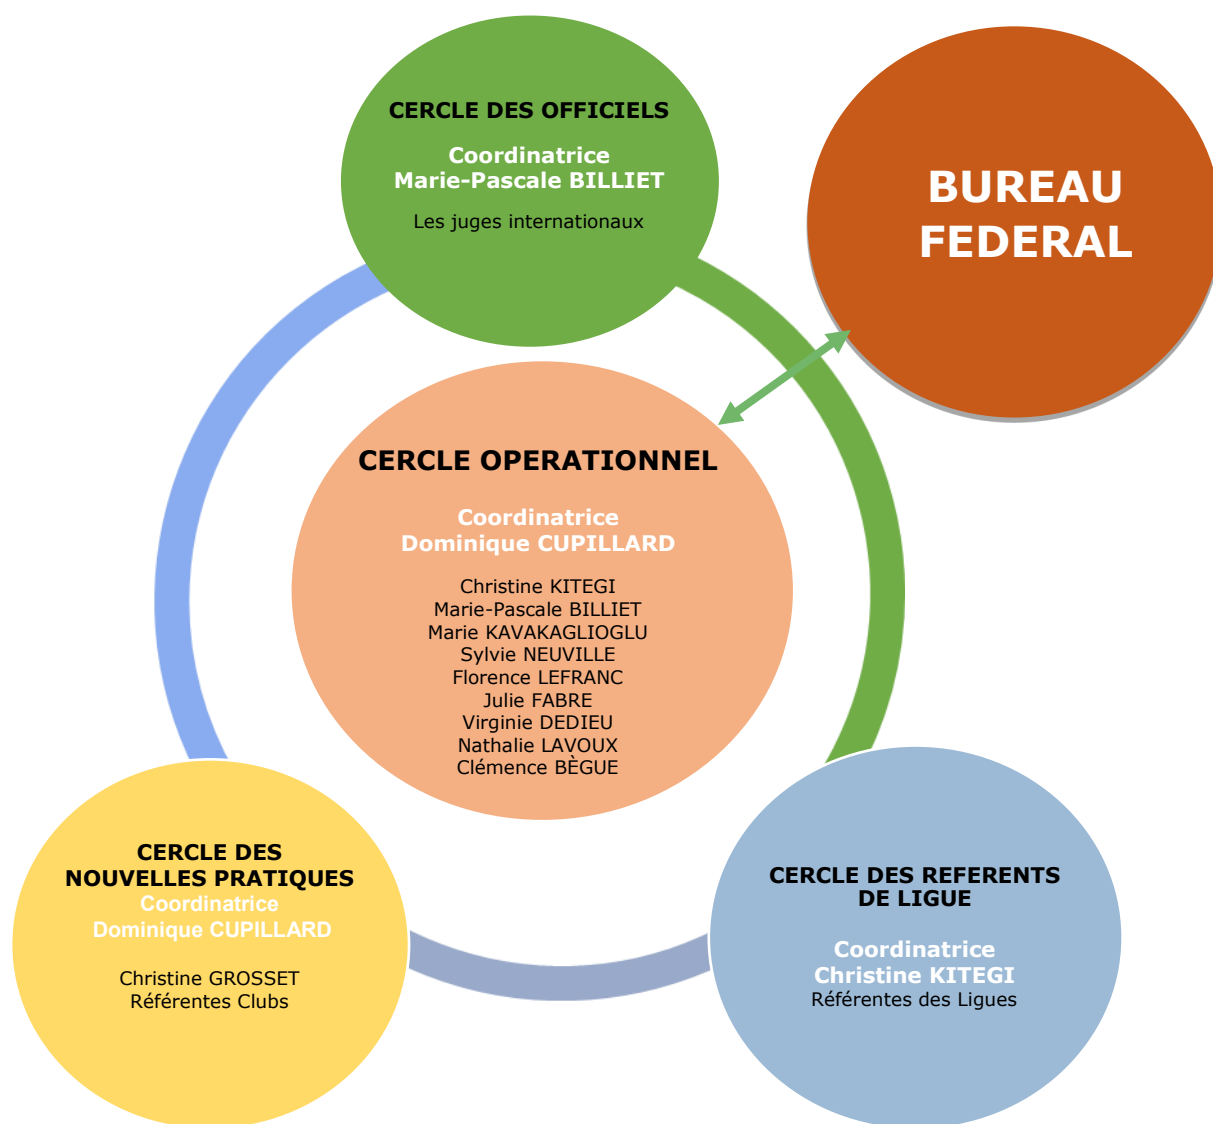 CERCLE DES OFFICIELS
Coordinatrice
Marie-Pascale BILLIET
Les juges internationaux
BUREAU
FEDERAL
CERCLE OPERATIONNEL
Coordinatrice
Dominique CUPILLARD
Christine KITEGI
Marie-Pascale BILLIET
Marie KAVAKAGLIOGLU
Sylvie NEUVILLE
Florence LEFRANC
Julie FABRE
Virginie DEDIEU
Nathalie LAVOUX
Clémence BÈGUE
CERCLE DES
NOUVELLES PRATIQUES
Coordinatrice
Dominique CUPILLARD
Christine GROSSET
Référentes Clubs
CERCLE DES REFERENTS
DE LIGUE
Coordinatrice
Christine KITEGI
Référentes des Ligues